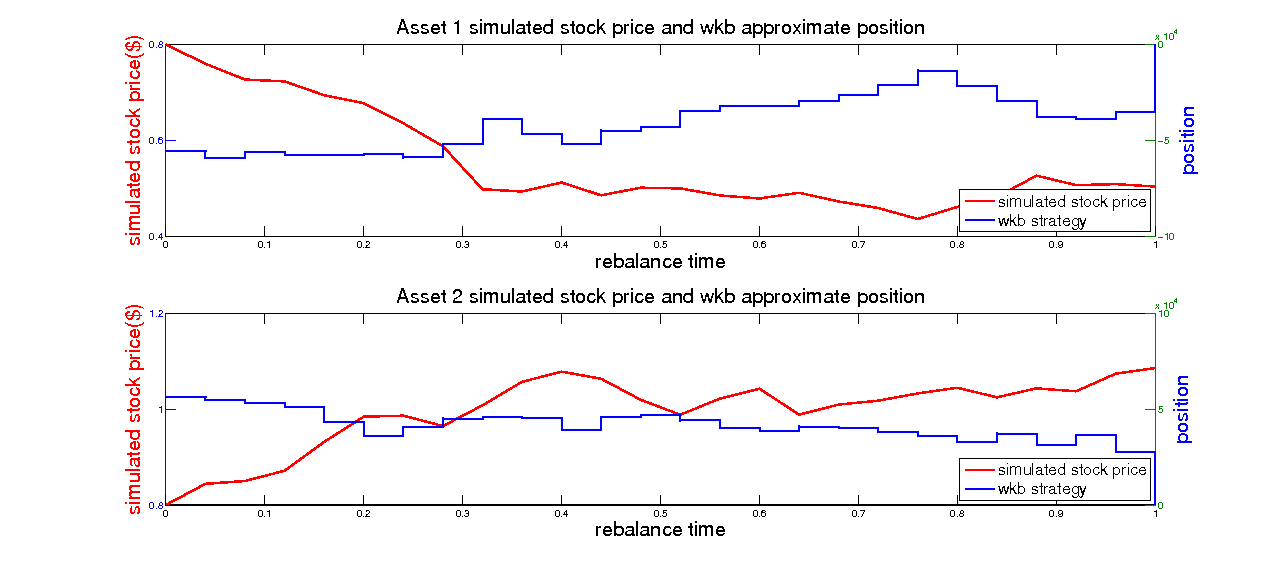 Asset 1 simulated stock price and wkb approximate position
x 10^4
0.8 0
simulated stock price($)
0.6 -5
position
simulated stock price
wkb strategy
0.4 -10
0 0.1 0.2 0.3 0.4 0.5 0.6 0.7 0.8 0.9 1
rebalance time
Asset 2 simulated stock price and wkb approximate position
x 10^4
1.2 10
simulated stock price($)
1 5
position
simulated stock price
wkb strategy
0.8 0
0 0.1 0.2 0.3 0.4 0.5 0.6 0.7 0.8 0.9 1
rebalance time